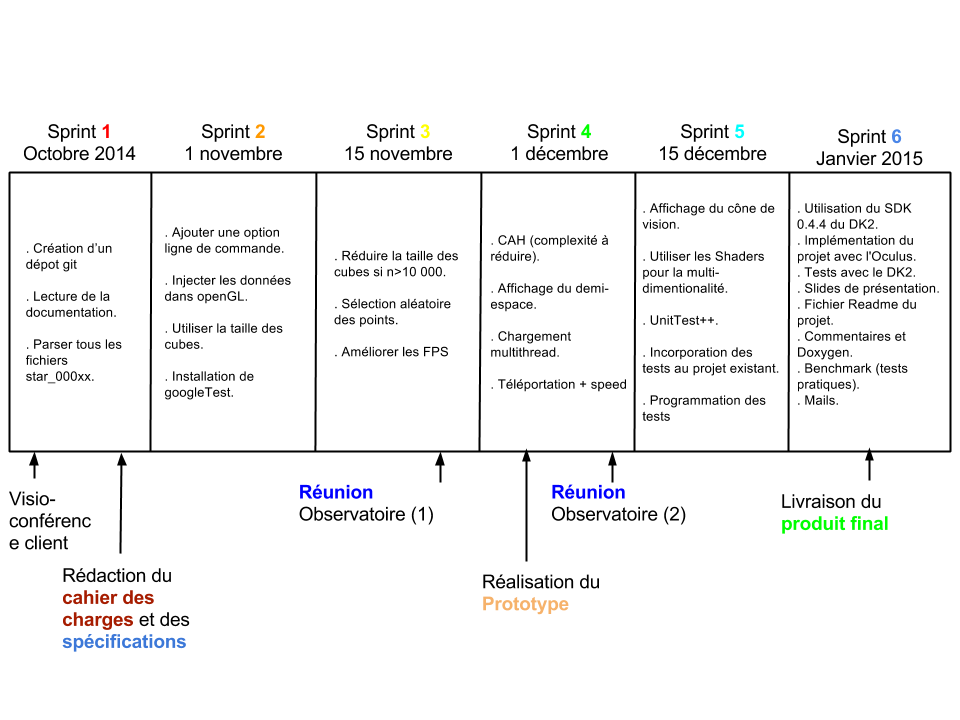 Sprint 1
Octobre 2014
Sprint 2
1 novembre
Sprint 3
15 novembre
Sprint 4
1 décembre
Sprint 5
15 décembre
Sprint 6
Janvier 2015
. Création d'un
dépot git
. Lecture de la
documentation.
. Parser tous les
fichiers
star_000xx.
. Ajouter une option
ligne de commande.
. Injecter les données
dans openGL.
. Utiliser la taille des
cubes.
. Installation de
googleTest.
. Réduire la taille des
cubes si n>10 000.
. Sélection aléatoire
des points.
. Améliorer les FPS
. CAH (complexité à
réduire).
. Affichage du demi-
espace.
. Chargement
multithread.
. Téléportation + speed
. Affichage du cône de
vision.
. Utiliser les Shaders
pour la multi-
dimentionalité.
. UnitTest++.
. Incorporation des
tests au projet existant.
. Programmation des
tests
. Utilisation du SDK
0.4.4 du DK2.
. Implémentation du
projet avec l'Oculus.
. Tests avec le DK2.
. Slides de présentation.
. Fichier Readme du
projet.
. Commentaires et
Doxygen.
. Benchmark (tests
pratiques).
. Mails.
Visio-
conférenc
e client
Rédaction du
cahier des
charges et des
spécifications
Réunion
Observatoire (1)
Réalisation du
Prototype
Réunion
Observatoire (2)
Livraison du
produit final